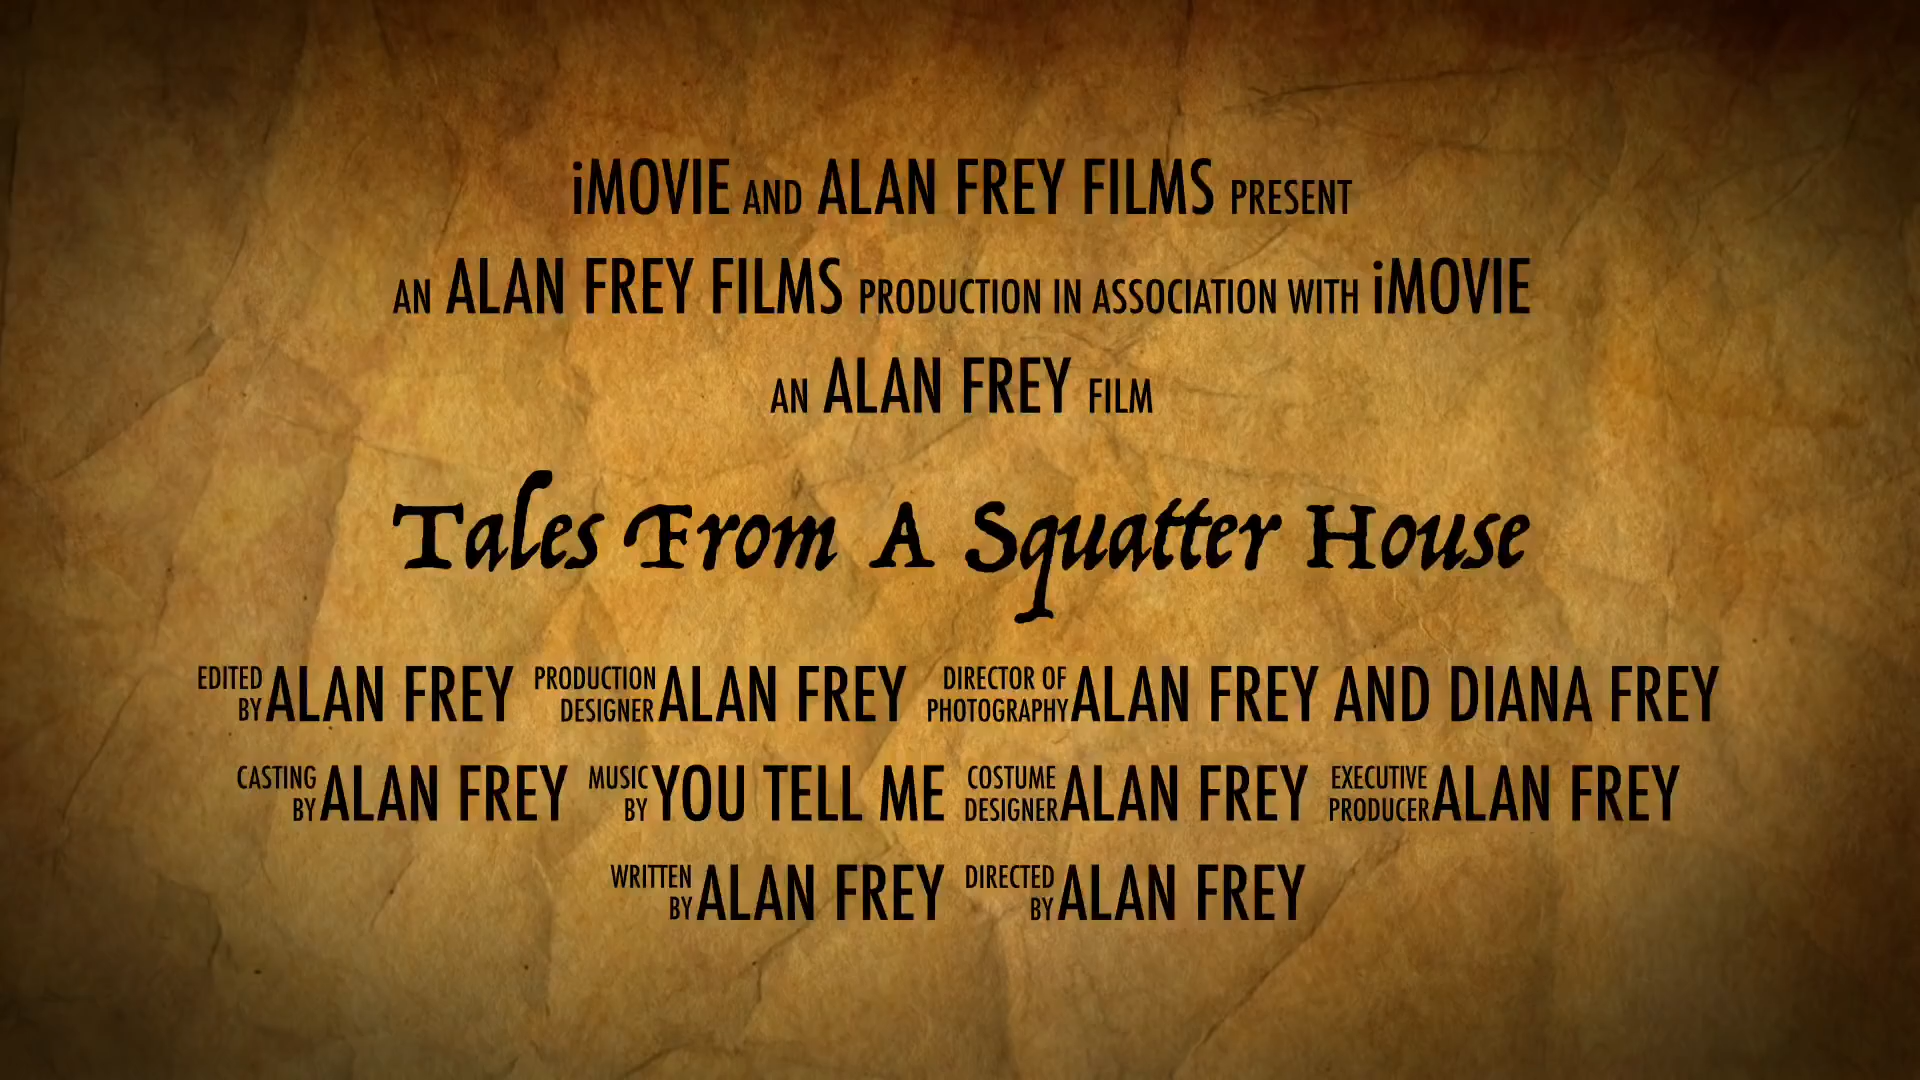 iMOVIE AND ALAN FREY FILMS PRESENT
AN ALAN FREY FILMS PRODUCTION IN ASSOCIATION WITH iMOVIE
AN ALAN FREY FILM
Tales From A Squatter House
EDITED BY ALAN FREY PRODUCTION DESIGNER ALAN FREY DIRECTOR OF PHOTOGRAPHY ALAN FREY AND DIANA FREY
CASTING BY ALAN FREY MUSIC BY YOU TELL ME COSTUME DESIGNER ALAN FREY EXECUTIVE PRODUCER ALAN FREY
WRITTEN BY ALAN FREY DIRECTED BY ALAN FREY